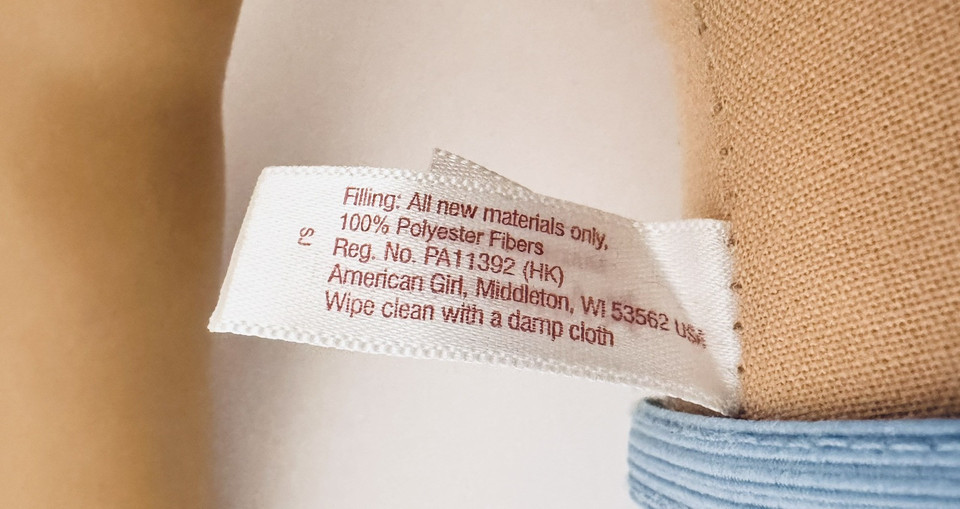 Filling: All new materials only,
100% Polyester Fibers
Reg. No. PA11392 (HK)
American Girl, Middleton, WI 53562 USA
Wipe clean with a damp cloth
SJ